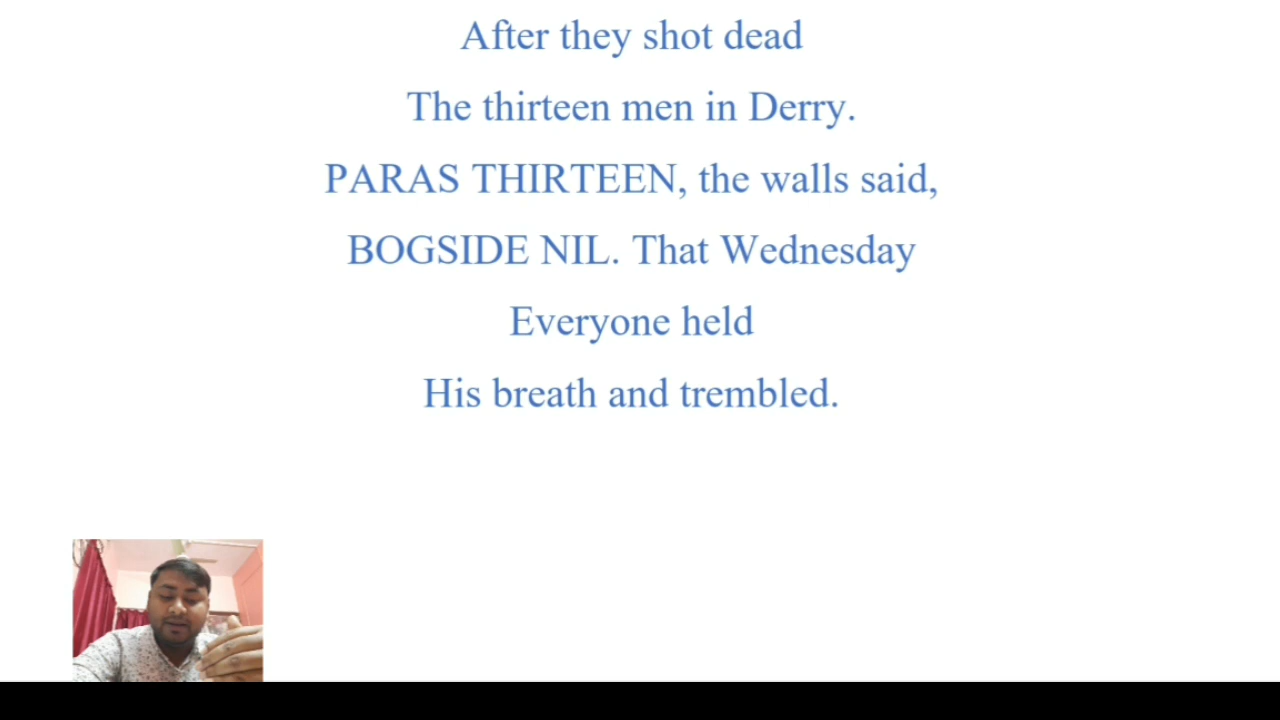 After they shot dead
The thirteen men in Derry.
PARAS THIRTEEN, the walls said,
BOGSIDE NIL. That Wednesday
Everyone held
His breath and trembled.